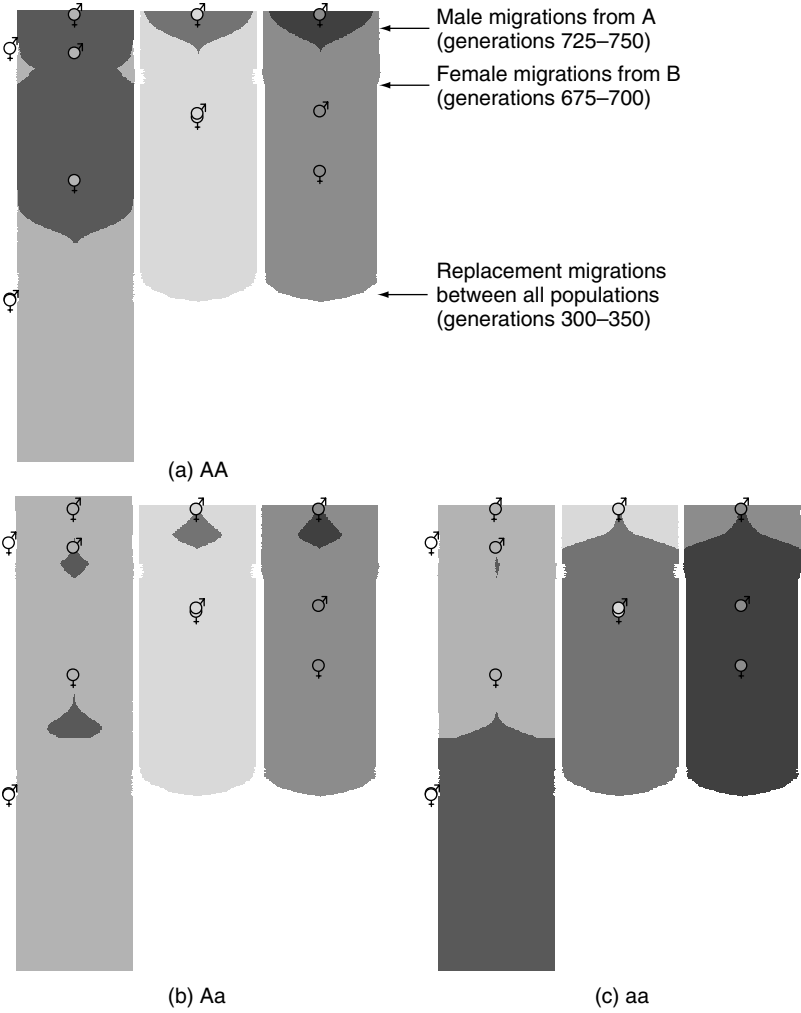 Male migrations from A
(generations 725–750)
Female migrations from B
(generations 675–700)
Replacement migrations
between all populations
(generations 300–350)
(a) AA
(b) Aa
(c) aa